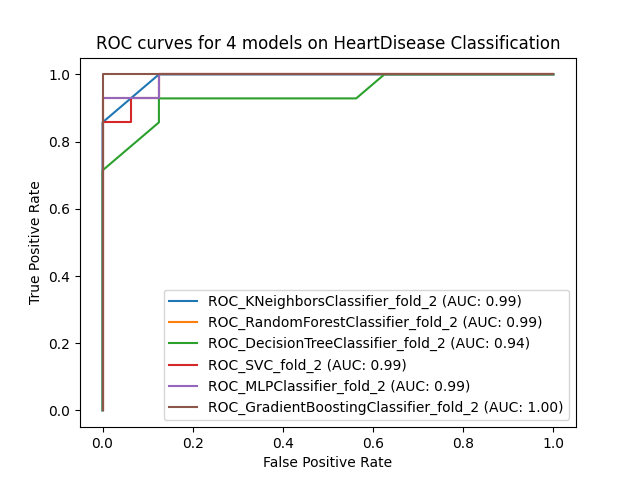 ROC curves for 4 models on HeartDisease Classification
1.0
0.8
0.6
0.4
0.2
0.0
True Positive Rate
ROC_KNeighborsClassifier_fold_2 (AUC: 0.99)
ROC_RandomForestClassifier_fold_2 (AUC: 0.99)
ROC_DecisionTreeClassifier_fold_2 (AUC: 0.94)
ROC_SVC_fold_2 (AUC: 0.99)
ROC_MLPClassifier_fold_2 (AUC: 0.99)
ROC_GradientBoostingClassifier_fold_2 (AUC: 1.00)
0.0 0.2 0.4 0.6 0.8 1.0
False Positive Rate